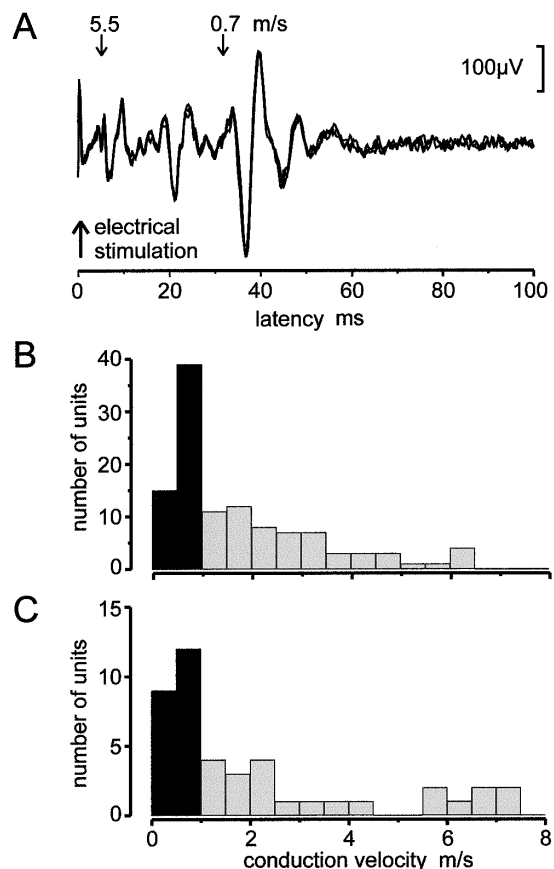 A
5.5 0.7 m/s
100µV
electrical
stimulation
0 20 40 60 80 100
latency ms
B
number of units
40
30
20
10
0
C
number of units
15
10
5
0
0 2 4 6 8
conduction velocity m/s